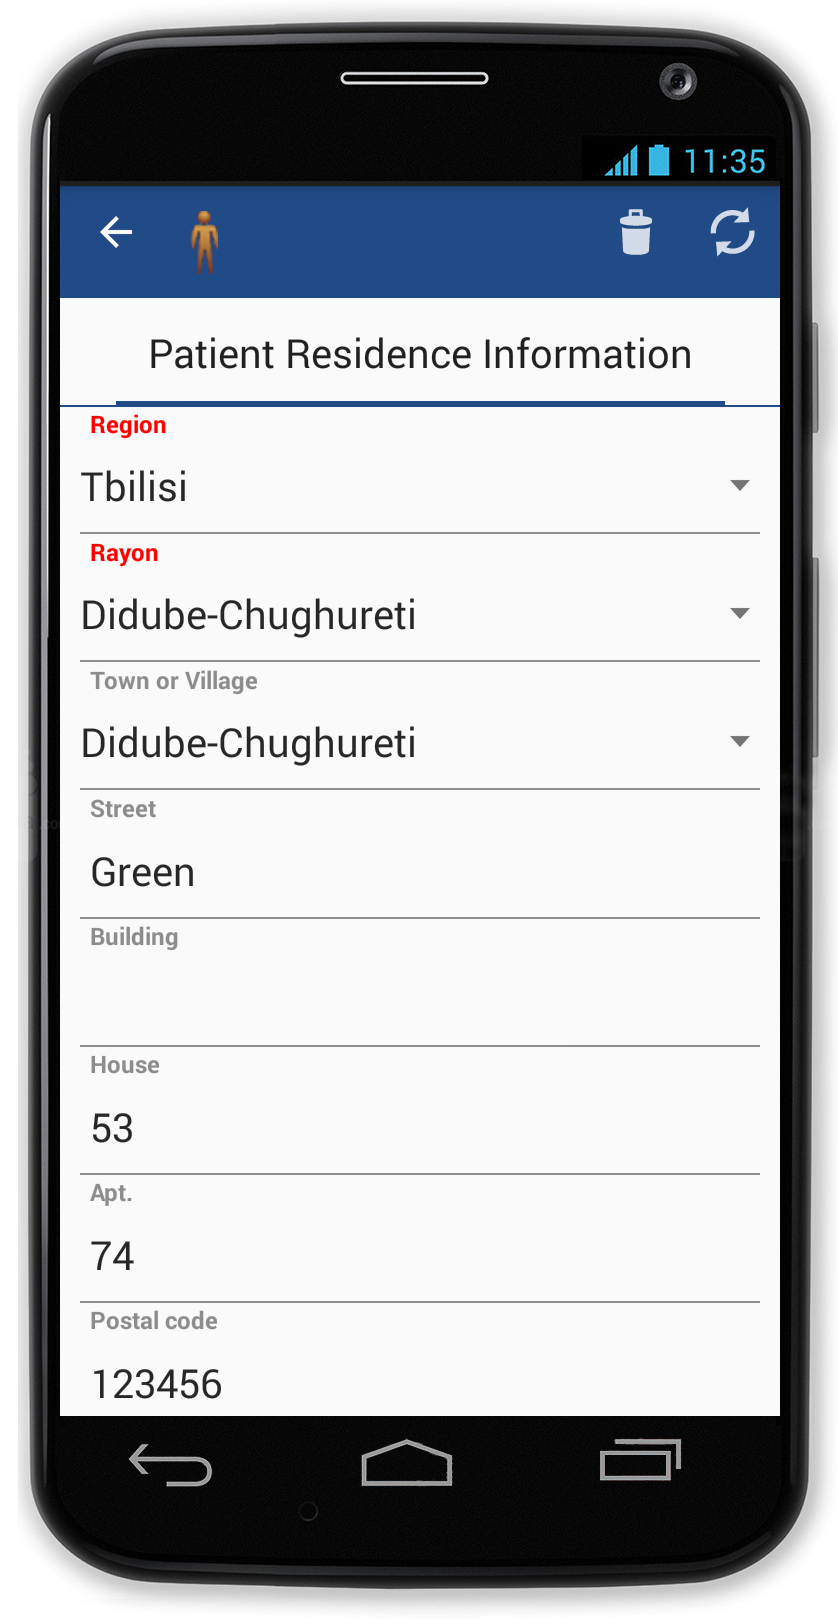 11:35
Patient Residence Information
Region
Tbilisi
Rayon
Didube-Chughureti
Town or Village
Didube-Chughureti
Street
Green
Building
House
53
Apt.
74
Postal code
123456